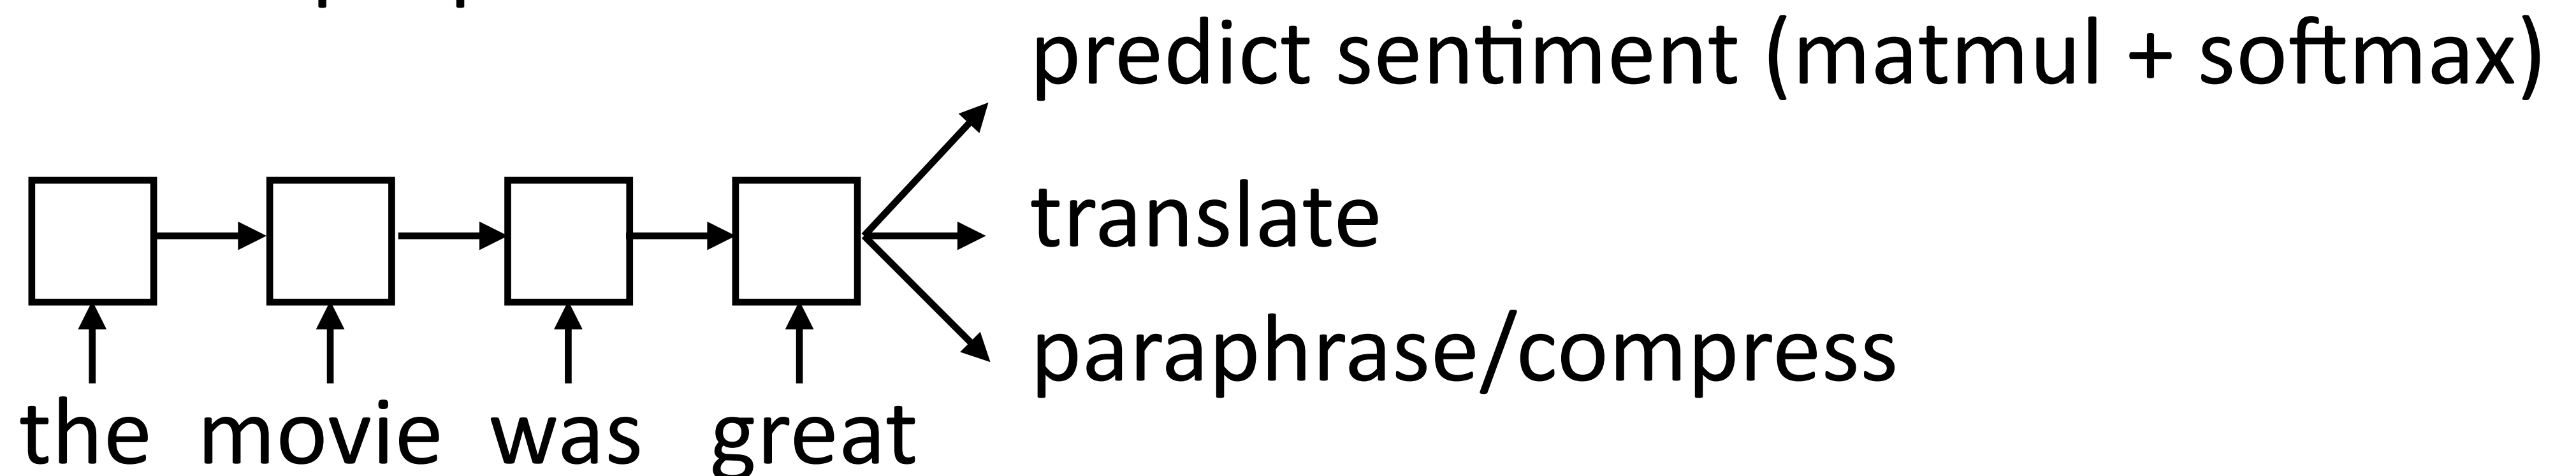 predict sentiment (matmul + softmax)
translate
paraphrase/compress
the movie was great